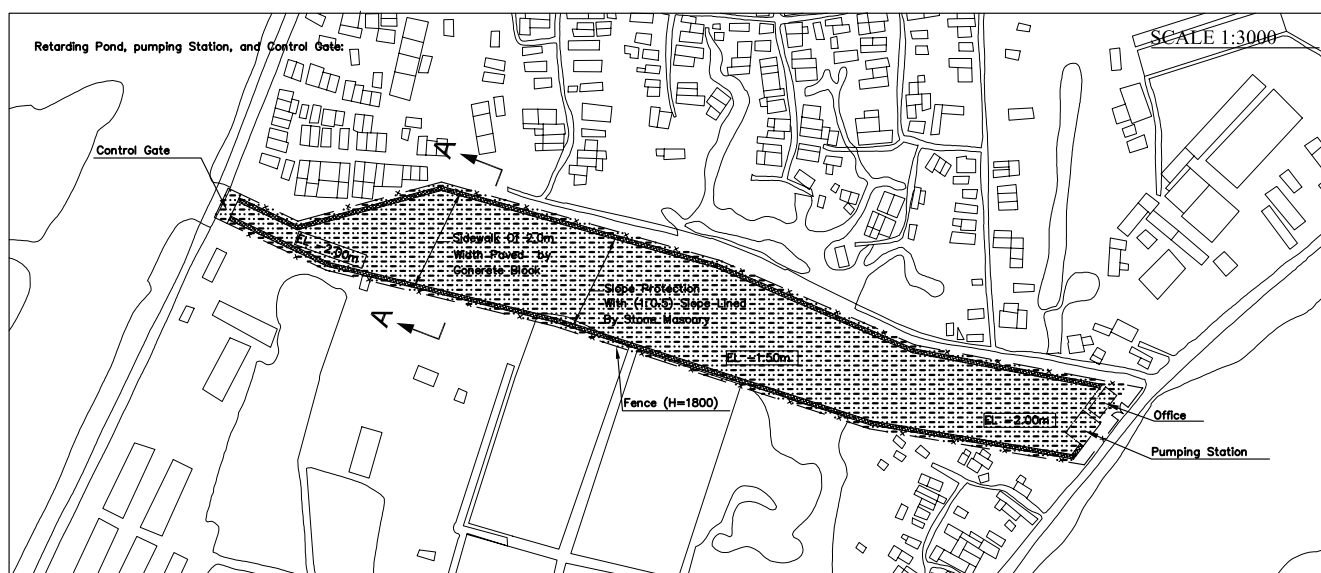 Retarding Pond, pumping Station, and Control Gate:
SCALE 1:3000
Control Gate
A
EL -2.00m
Sidewalk Of 2.0m
Width Paved by
Concrete Block
A
Slope Protection
With (1:0.5) Slope Lined
By Stone Masonry
EL -1.50m
Fence (H=1800)
EL -2.00m
Office
Pumping Station